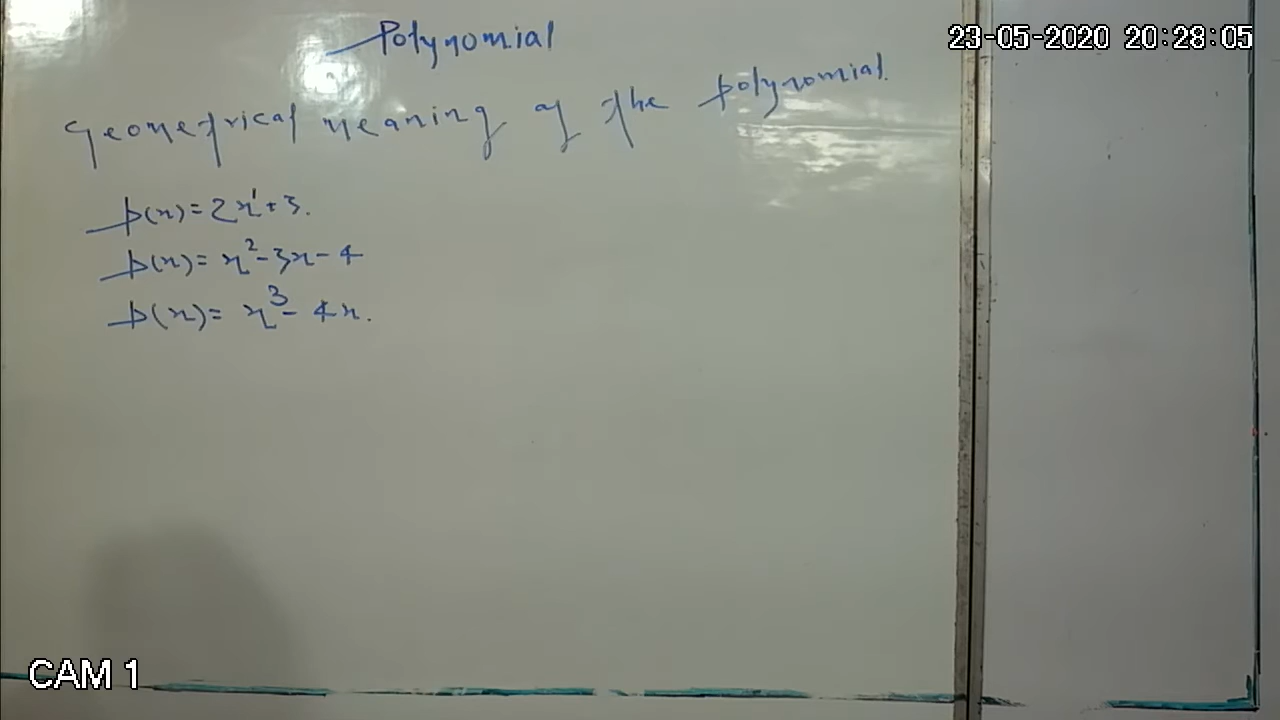 Polynomial
23-05-2020 20:28:05
Geometrical meaning of the polynomial.
p(x) = 2x¹ + 3.
p(x) = x² - 3x - 4
p(x) = x³ - 4x.
CAM 1